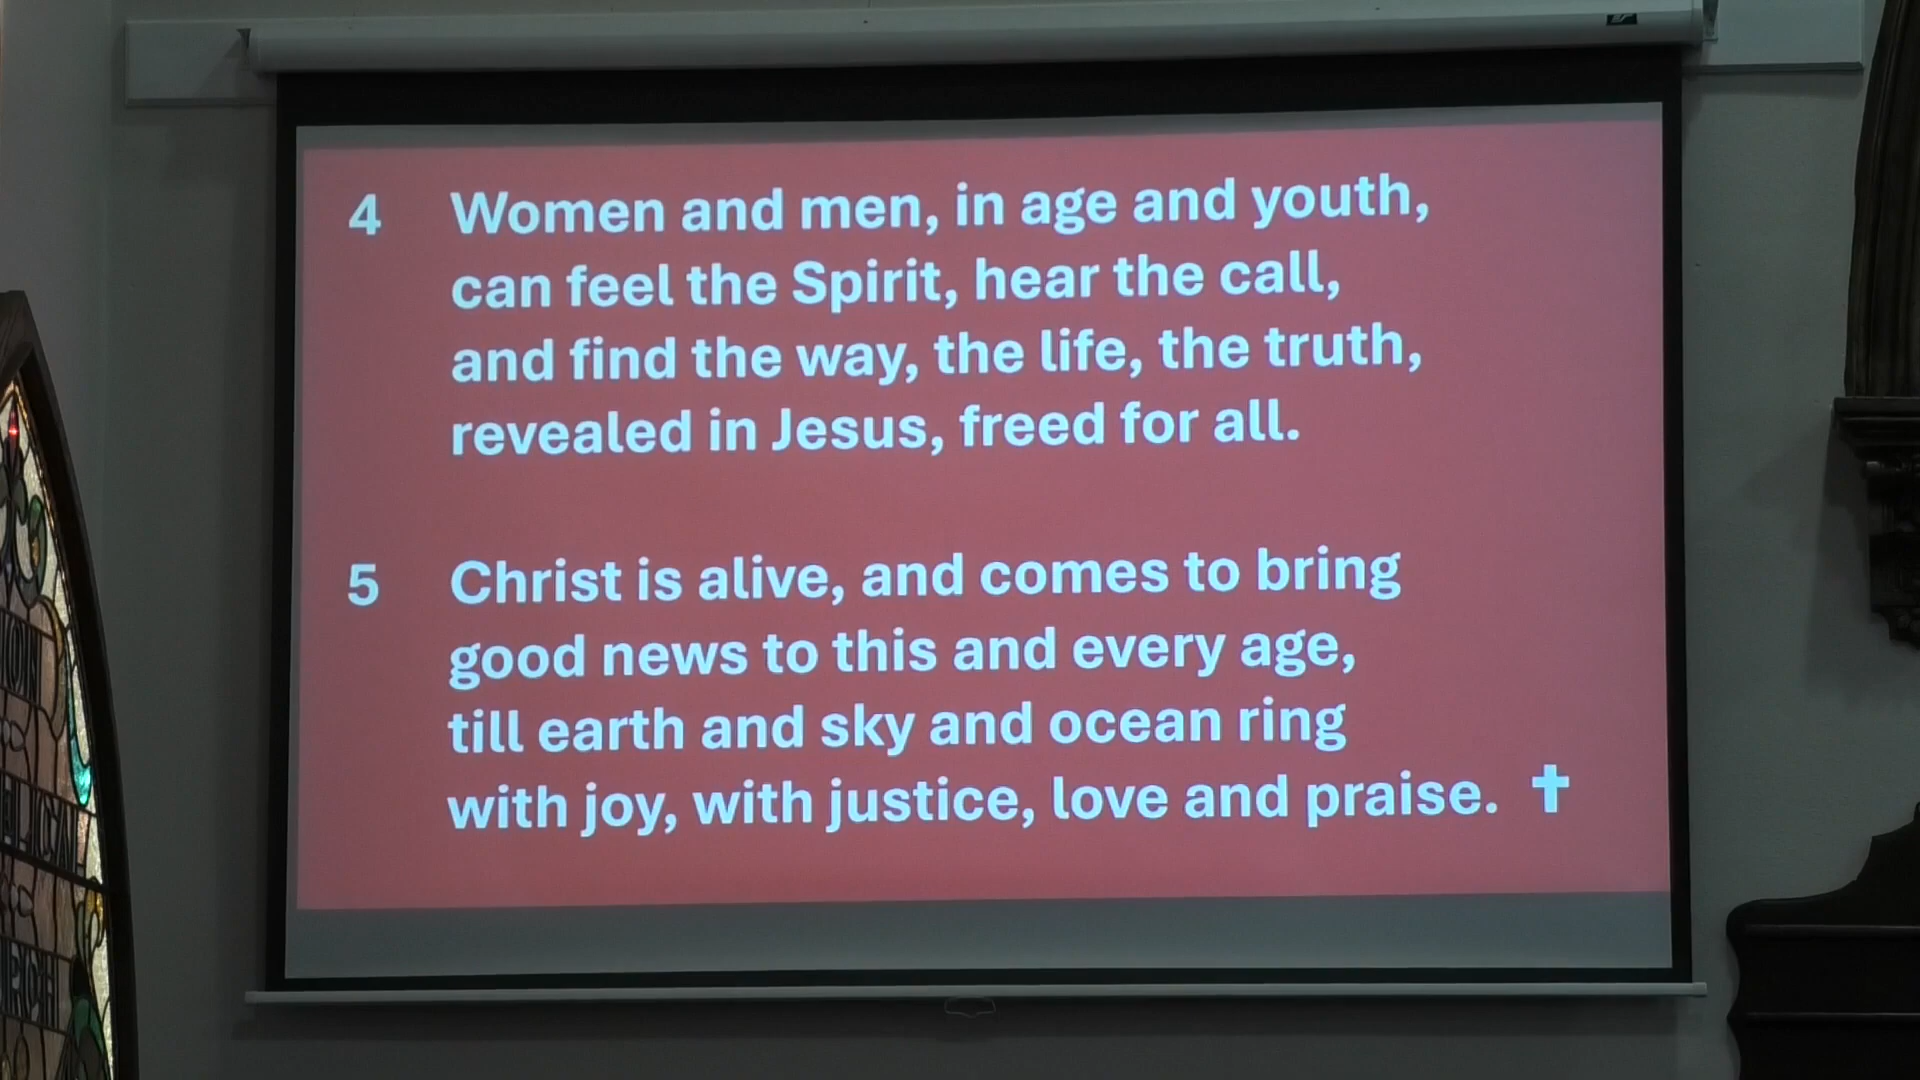 4 Women and men, in age and youth,
can feel the Spirit, hear the call,
and find the way, the life, the truth,
revealed in Jesus, freed for all.
5 Christ is alive, and comes to bring
good news to this and every age,
till earth and sky and ocean ring
with joy, with justice, love and praise. ✝